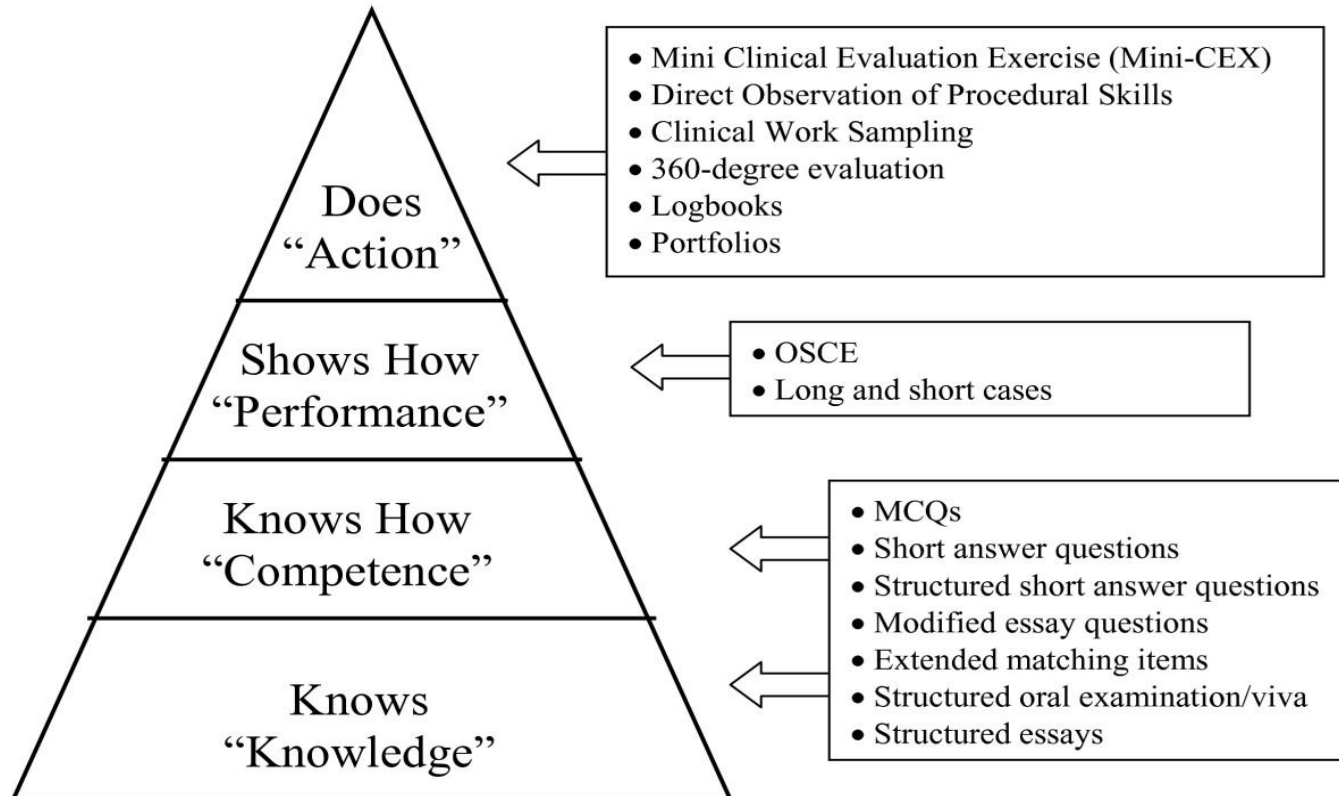 Does
“Action”
• Mini Clinical Evaluation Exercise (Mini-CEX)
• Direct Observation of Procedural Skills
• Clinical Work Sampling
• 360-degree evaluation
• Logbooks
• Portfolios
Shows How
“Performance”
• OSCE
• Long and short cases
Knows How
“Competence”
Knows
“Knowledge”
• MCQs
• Short answer questions
• Structured short answer questions
• Modified essay questions
• Extended matching items
• Structured oral examination/viva
• Structured essays